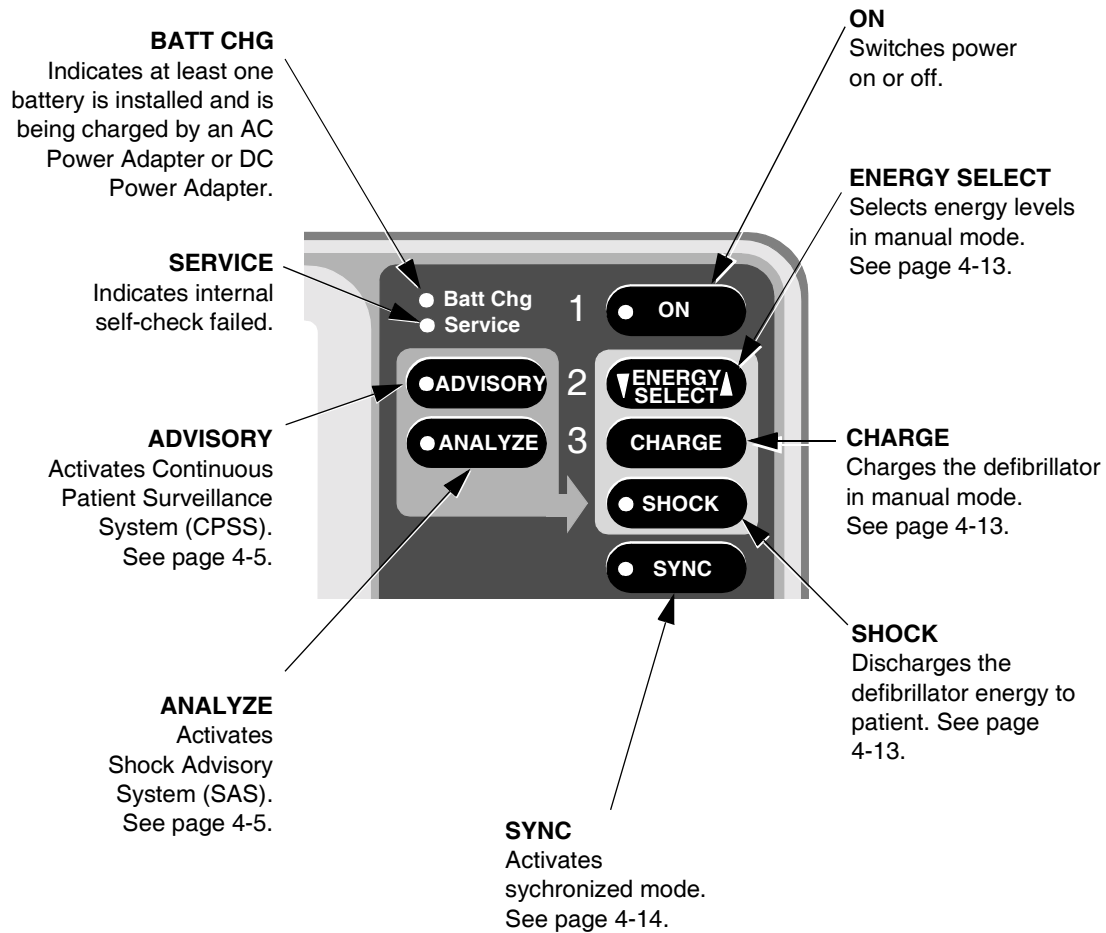 BATT CHG
Indicates at least one
battery is installed and is
being charged by an AC
Power Adapter or DC
Power Adapter.
SERVICE
Indicates internal
self-check failed.
ADVISORY
Activates Continuous
Patient Surveillance
System (CPSS).
See page 4-5.
ANALYZE
Activates
Shock Advisory
System (SAS).
See page 4-5.
Batt Chg
Service
1
ON
ADVISORY
2
ENERGY
SELECT
ANALYZE
3
CHARGE
SHOCK
SYNC
ON
Switches power
on or off.
ENERGY SELECT
Selects energy levels
in manual mode.
See page 4-13.
CHARGE
Charges the defibrillator
in manual mode.
See page 4-13.
SHOCK
Discharges the
defibrillator energy to
patient. See page
4-13.
SYNC
Activates
sychronized mode.
See page 4-14.